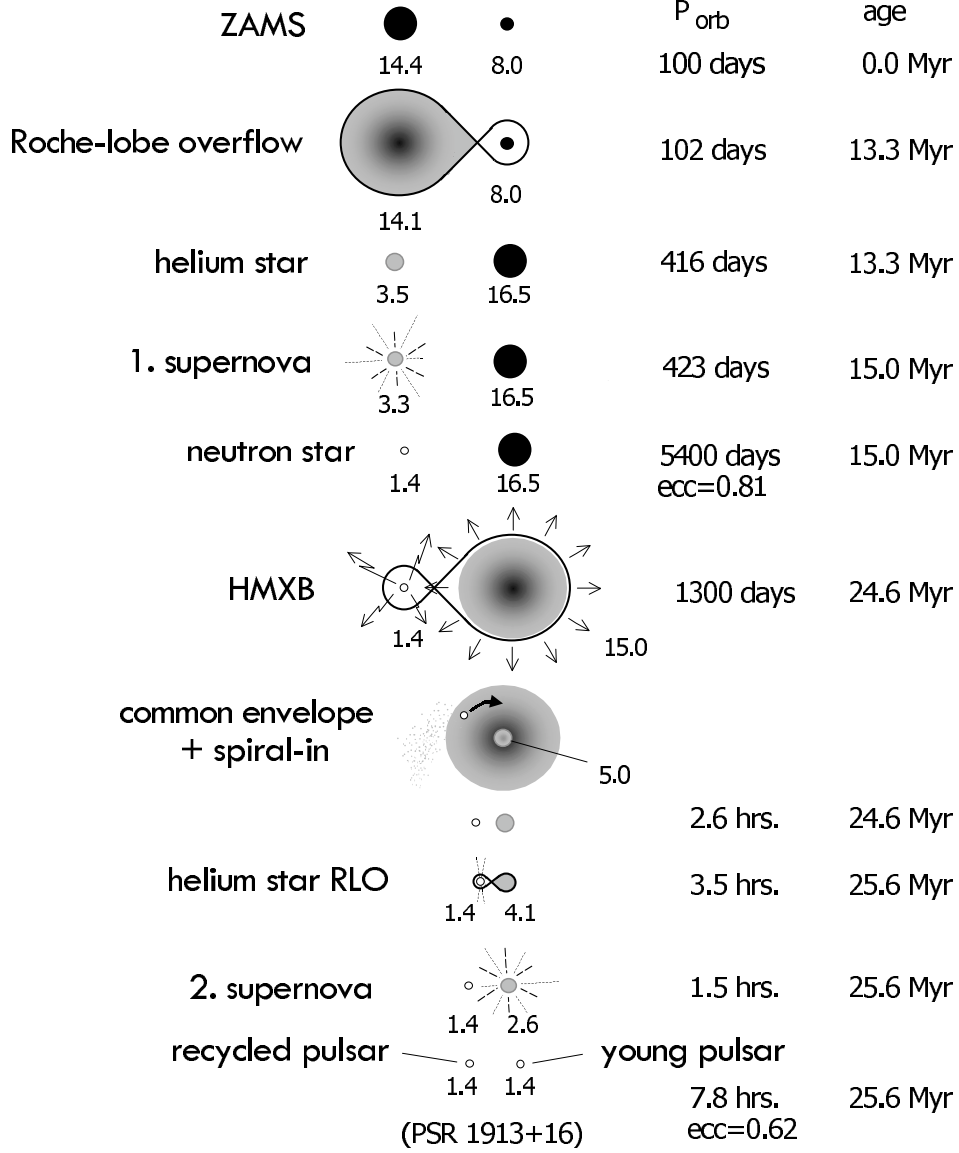 ZAMS P orb age
14.4 8.0 100 days 0.0 Myr
Roche-lobe overflow 102 days 13.3 Myr
8.0
14.1
helium star 416 days 13.3 Myr
3.5 16.5
1. supernova 423 days 15.0 Myr
3.3 16.5
neutron star 5400 days 15.0 Myr
1.4 16.5 ecc=0.81
HMXB 1300 days 24.6 Myr
1.4 15.0
common envelope
+ spiral-in
5.0
2.6 hrs. 24.6 Myr
helium star RLO 3.5 hrs. 25.6 Myr
1.4 4.1
2. supernova 1.5 hrs. 25.6 Myr
1.4 2.6
recycled pulsar young pulsar
1.4 1.4
7.8 hrs. 25.6 Myr
(PSR 1913+16) ecc=0.62